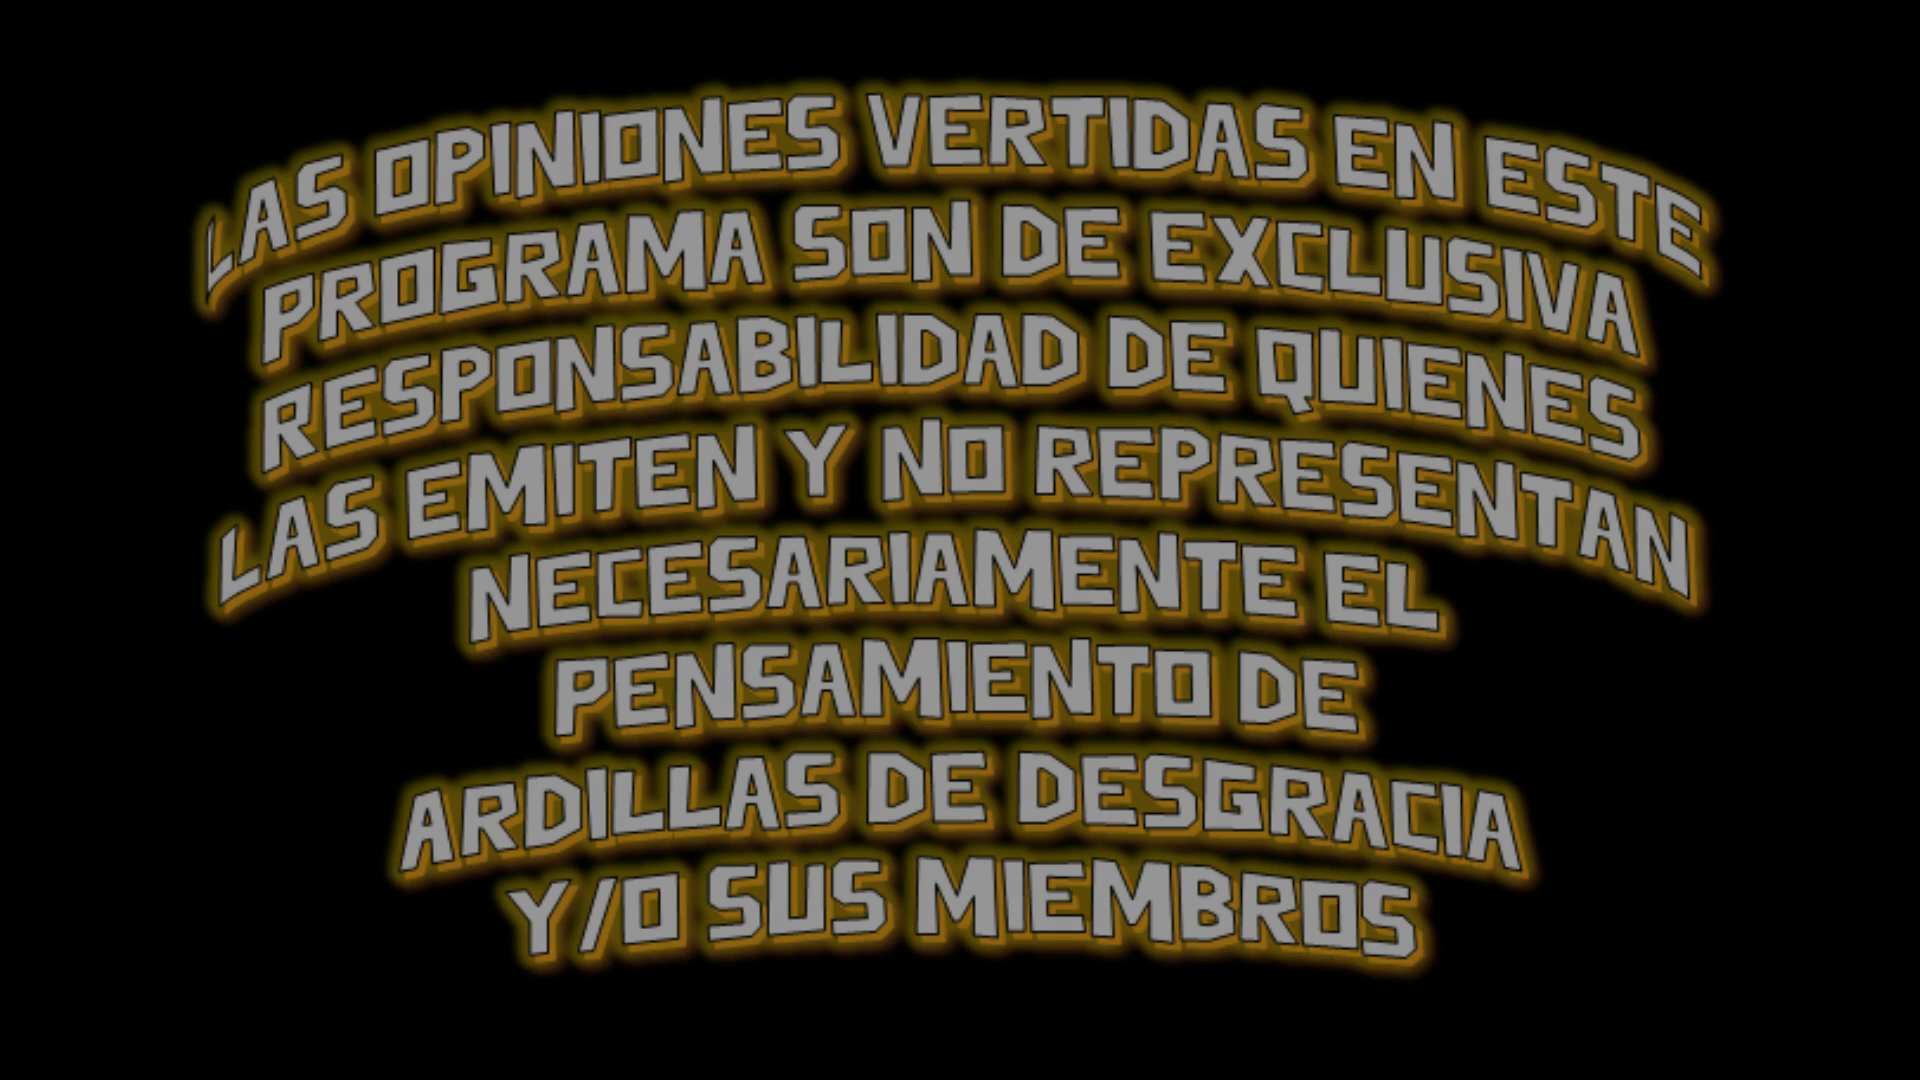 LAS OPINIONES VERTIDAS EN ESTE
PROGRAMA SON DE EXCLUSIVA
RESPONSABILIDAD DE QUIENES
LAS EMITEN Y NO REPRESENTAN
NECESARIAMENTE EL
PENSAMIENTO DE
ARDILLAS DE DESGRACIA
Y/O SUS MIEMBROS